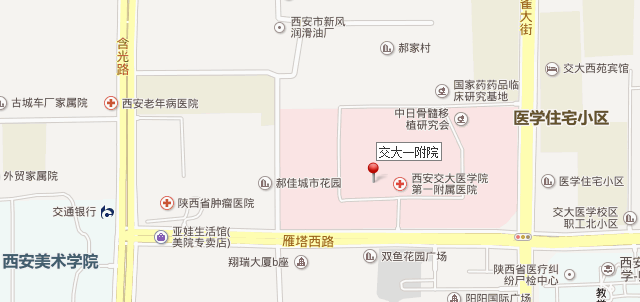 雀大街
西安市新风
润滑油厂
含光路
郝家村
交大西苑宾馆
国家药药品临
床研究基地
古城车厂家属院
西安老年病医院
中日骨髓移
植研究会
医学住宅小区
交大一附院
外贸家属院
郝佳城市花园
西安交大医学院
第一附属医院
医学住宅小区
陕西省肿瘤医院
交通银行
交大医学校区
职工北小区
亚娃生活馆(
美院专卖店)
雁塔西路
西安美术学院
翔瑞大厦b座
双鱼花园广场
陕西省医疗纠
纷尸检中心
西安
学
教学
阳阳国际广场